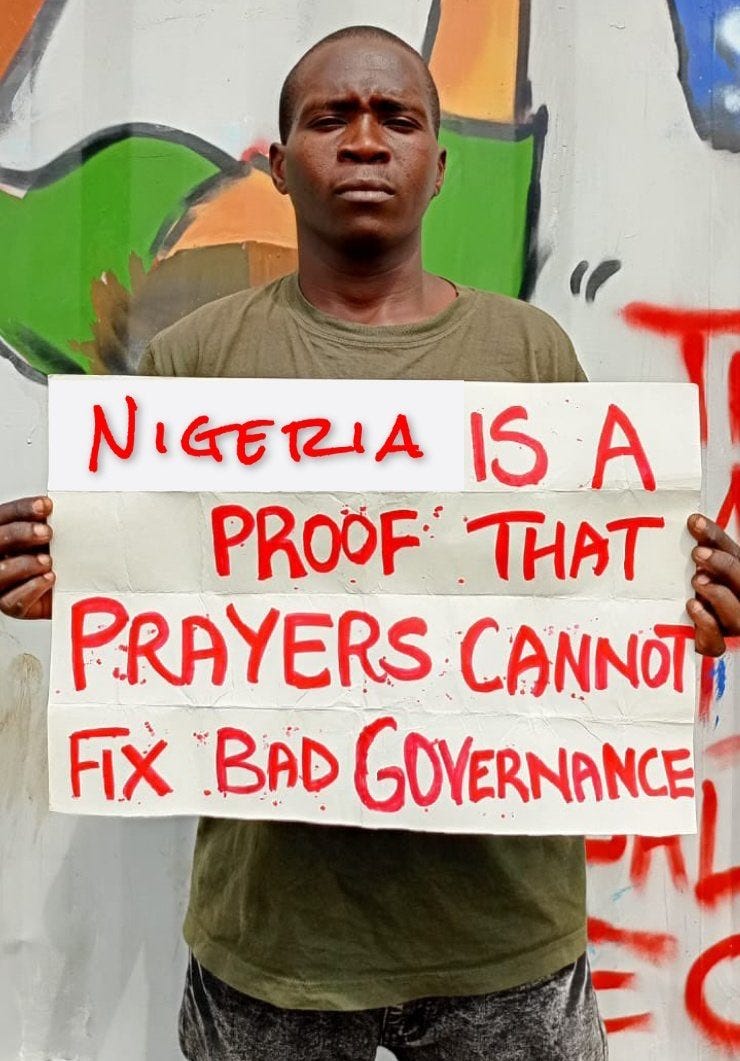 NIGERIA IS A
PROOF THAT
PRAYERS CANNOT
FIX BAD GOVERNANCE